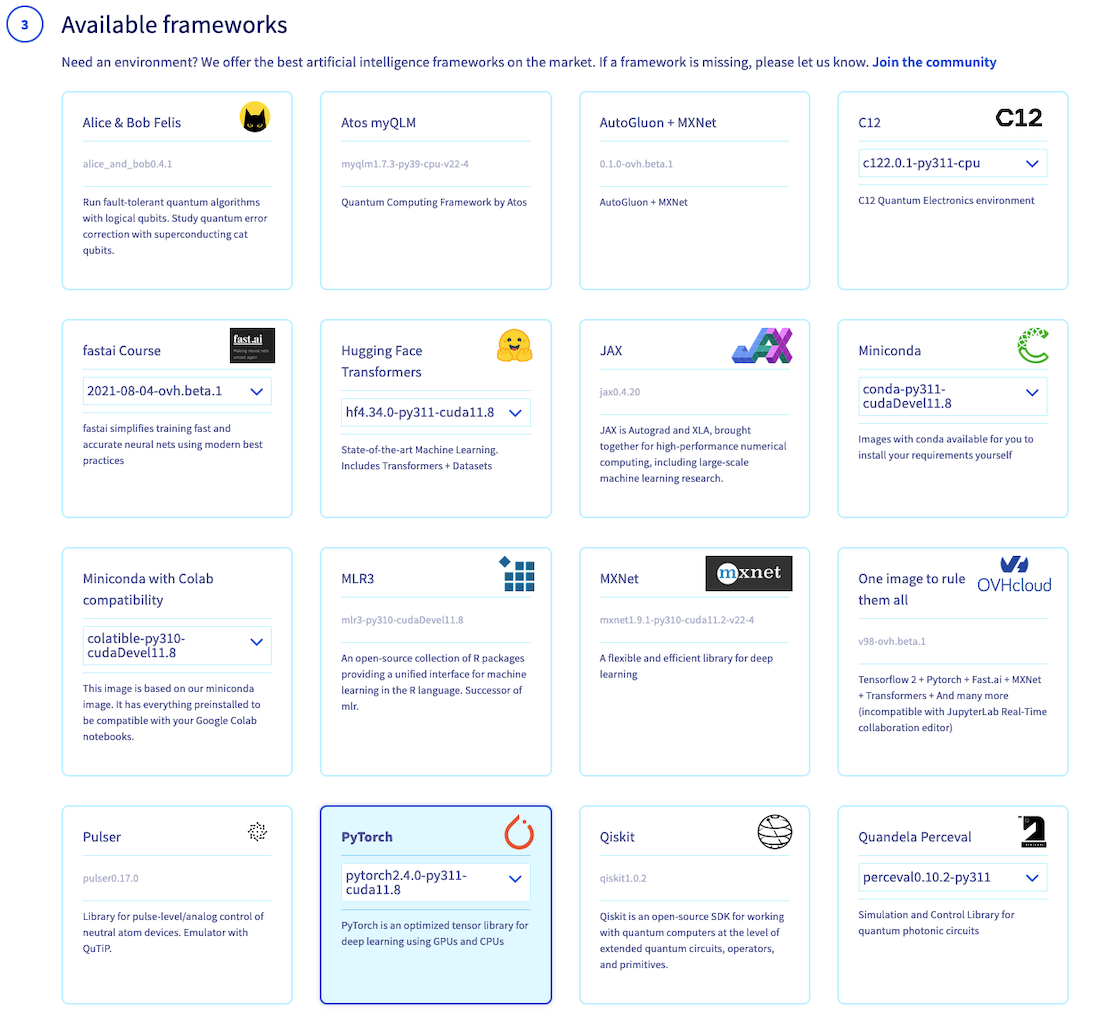 3
Available frameworks
Need an environment? We offer the best artificial intelligence frameworks on the market. If a framework is missing, please let us know. Join the community
Alice & Bob Felis
alice_and_bob0.4.1
Run fault-tolerant quantum algorithms
with logical qubits. Study quantum error
correction with superconducting cat
qubits.
Atos myQLM
myqlm1.7.3-py39-cpu-v22-4
Quantum Computing Framework by Atos
AutoGluon + MXNet
0.1.0-ovh.beta.1
AutoGluon + MXNet
C12
C12
c122.0.1-py311-cpu
C12 Quantum Electronics environment
fastai Course
fast.ai
Making neural nets
uncool again
2021-08-04-ovh.beta.1
fastai simplifies training fast and
accurate neural nets using modern best
practices
Hugging Face
Transformers
hf4.34.0-py311-cuda11.8
State-of-the-art Machine Learning.
Includes Transformers + Datasets
JAX
JAX
jax0.4.20
JAX is Autograd and XLA, brought
together for high-performance numerical
computing, including large-scale
machine learning research.
Miniconda
conda-py311-
cudaDevel11.8
Images with conda available for you to
install your requirements yourself
Miniconda with Colab
compatibility
colatible-py310-
cudaDevel11.8
This image is based on our miniconda
image. It has everything preinstalled to
be compatible with your Google Colab
notebooks.
MLR3
mlr3-py310-cudaDevel11.8
An open-source collection of R packages
providing a unified interface for machine
learning in the R language. Successor of
mlr.
MXNet
mxnet
mxnet1.9.1-py310-cuda11.2-v22-4
A flexible and efficient library for deep
learning
One image to rule
them all
OVHcloud
v98-ovh.beta.1
Tensorflow 2 + Pytorch + Fast.ai + MXNet
+ Transformers + And many more
(incompatible with JupyterLab Real-Time
collaboration editor)
Pulser
pulser0.17.0
Library for pulse-level/analog control of
neutral atom devices. Emulator with
QuTiP.
PyTorch
pytorch2.4.0-py311-
cuda11.8
PyTorch is an optimized tensor library for
deep learning using GPUs and CPUs
Qiskit
qiskit1.0.2
Qiskit is an open-source SDK for working
with quantum computers at the level of
extended quantum circuits, operators,
and primitives.
Quandela Perceval
perceval0.10.2-py311
Simulation and Control Library for
quantum photonic circuits